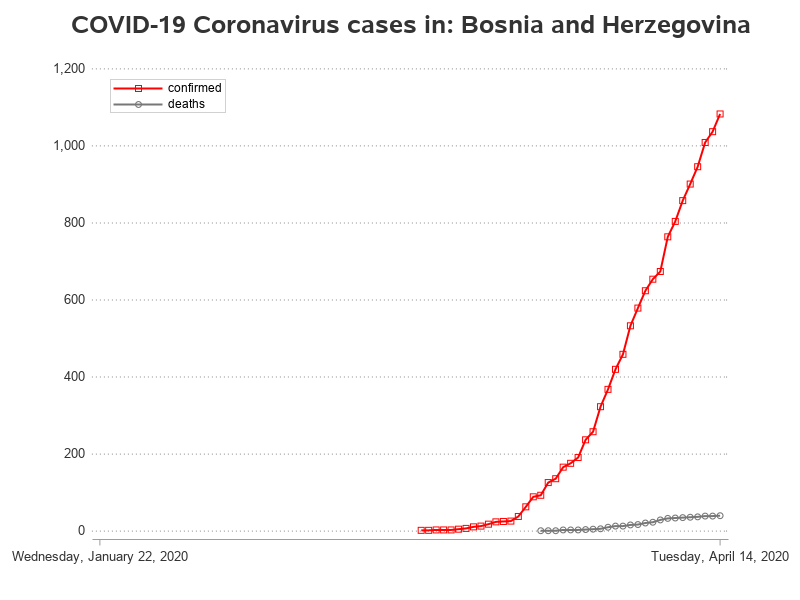 COVID-19 Coronavirus cases in: Bosnia and Herzegovina
1,200
confirmed
deaths
1,000
800
600
400
200
0
Wednesday, January 22, 2020 Tuesday, April 14, 2020